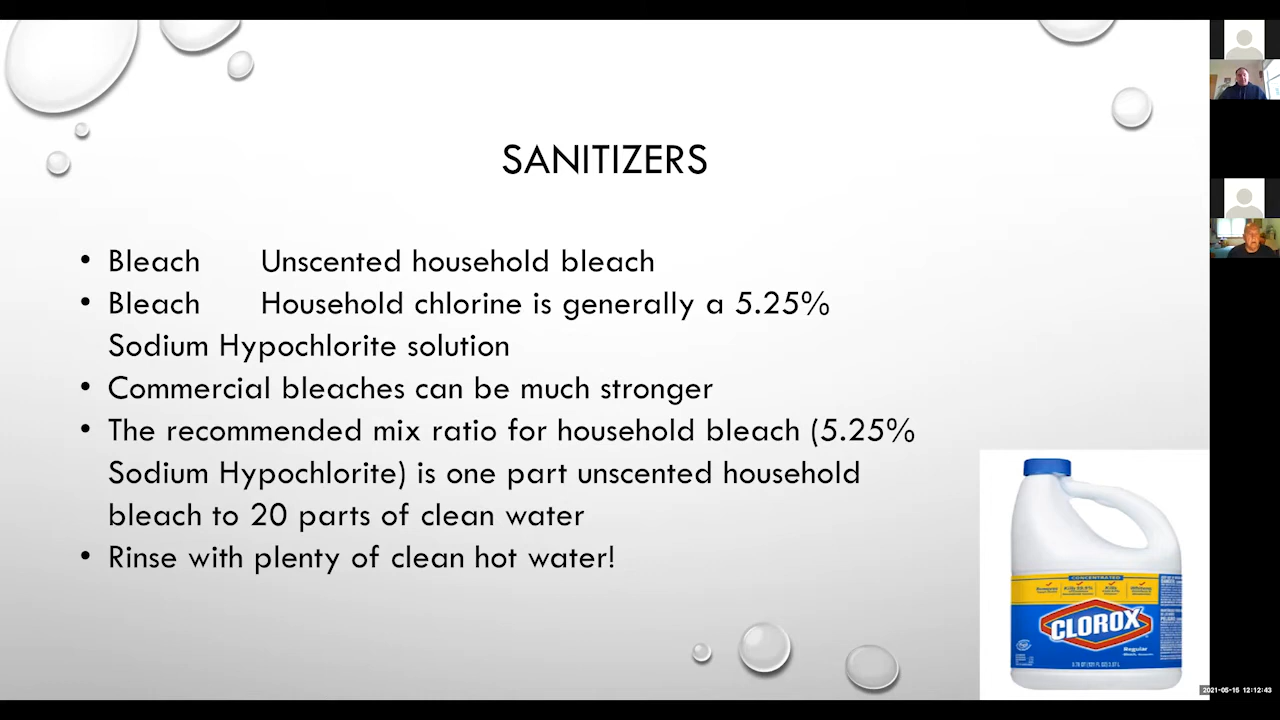 SANITIZERS
• Bleach Unscented household bleach
• Bleach Household chlorine is generally a 5.25%
Sodium Hypochlorite solution
• Commercial bleaches can be much stronger
• The recommended mix ratio for household bleach (5.25%
Sodium Hypochlorite) is one part unscented household
bleach to 20 parts of clean water
• Rinse with plenty of clean hot water!
CONCENTRATED
CLOROX
Regular
2021-05-15 12:12:43